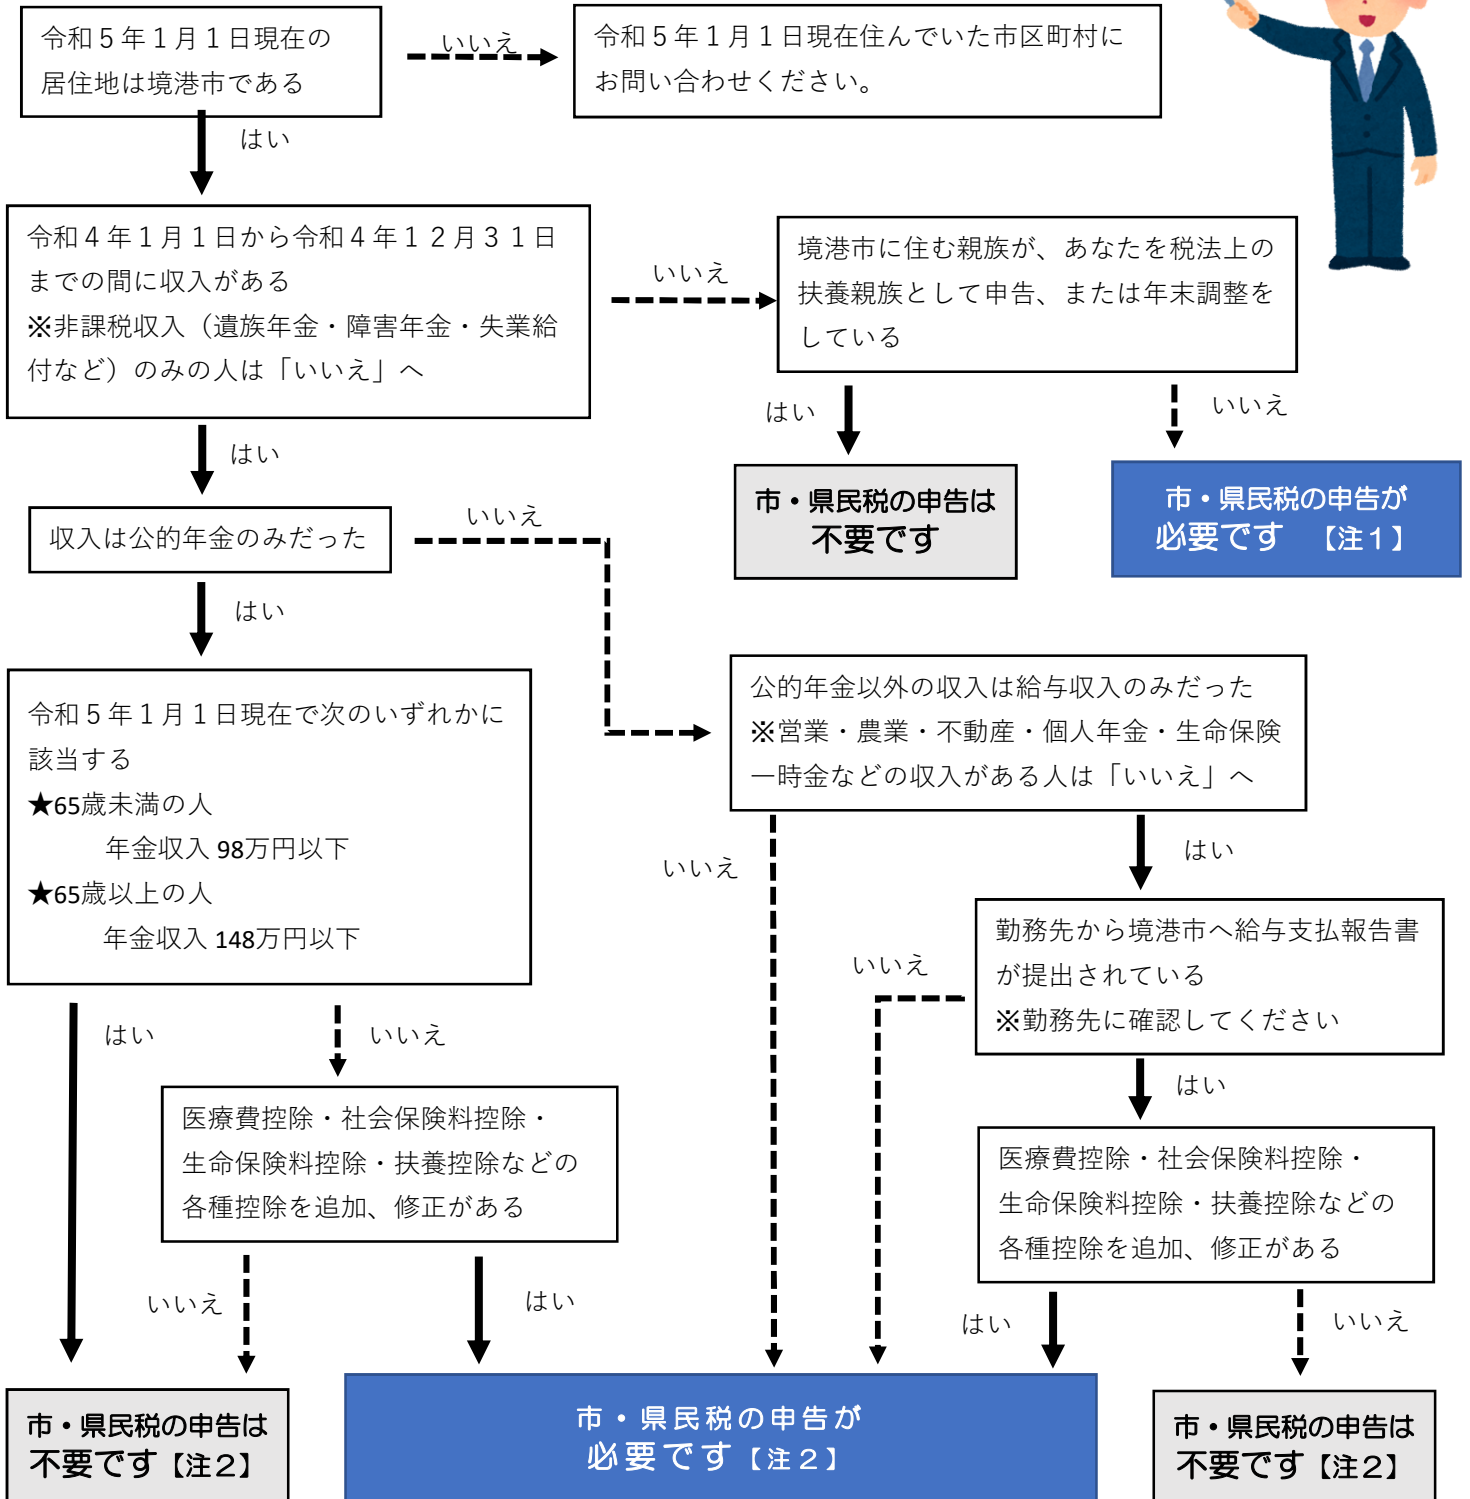 令和５年１月１日現在の
居住地は境港市である
いいえ
令和５年１月１日現在住んでいた市区町村に
お問い合わせください。
はい
令和４年１月１日から令和４年１２月３１日
までの間に収入がある
※非課税収入（遺族年金・障害年金・失業給
付など）のみの人は「いいえ」へ
いいえ
境港市に住む親族が、あなたを税法上の
扶養親族として申告、または年末調整を
している
はい
いいえ
市・県民税の申告は
不要です
市・県民税の申告が
必要です 【注１】
はい
収入は公的年金のみだった
いいえ
はい
令和５年１月１日現在で次のいずれかに
該当する
★65歳未満の人
年金収入 98万円以下
★65歳以上の人
年金収入 148万円以下
公的年金以外の収入は給与収入のみだった
※営業・農業・不動産・個人年金・生命保険
一時金などの収入がある人は「いいえ」へ
いいえ
はい
勤務先から境港市へ給与支払報告書
が提出されている
※勤務先に確認してください
いいえ
はい
はい
いいえ
医療費控除・社会保険料控除・
生命保険料控除・扶養控除などの
各種控除を追加、修正がある
医療費控除・社会保険料控除・
生命保険料控除・扶養控除などの
各種控除を追加、修正がある
いいえ
はい
はい
いいえ
市・県民税の申告は
不要です【注２】
市・県民税の申告が
必要です【注２】
市・県民税の申告は
不要です【注２】